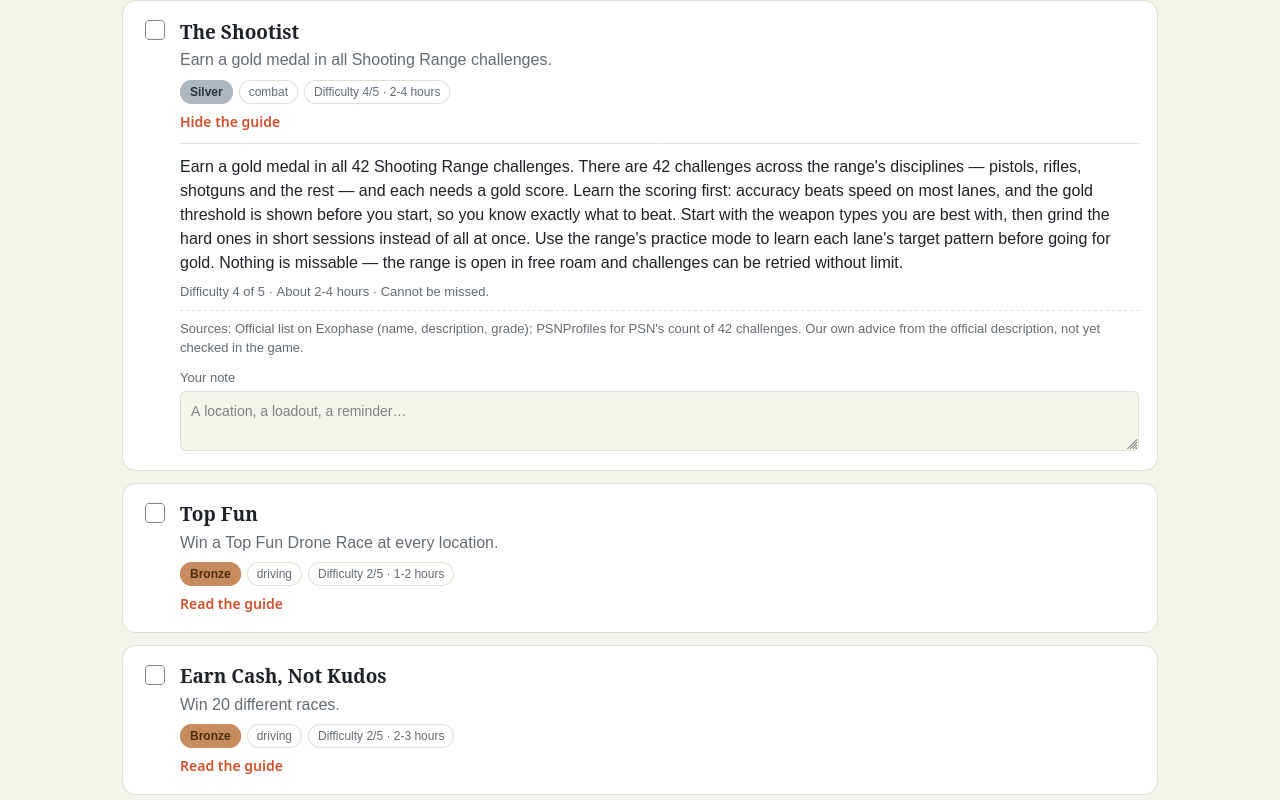 The Shootist
Earn a gold medal in all Shooting Range challenges.
Silver combat Difficulty 4/5 · 2-4 hours
Hide the guide
Earn a gold medal in all 42 Shooting Range challenges. There are 42 challenges across the range's disciplines — pistols, rifles,
shotguns and the rest — and each needs a gold score. Learn the scoring first: accuracy beats speed on most lanes, and the gold
threshold is shown before you start, so you know exactly what to beat. Start with the weapon types you are best with, then grind the
hard ones in short sessions instead of all at once. Use the range's practice mode to learn each lane's target pattern before going for
gold. Nothing is missable — the range is open in free roam and challenges can be retried without limit.
Difficulty 4 of 5 · About 2-4 hours · Cannot be missed.
Sources: Official list on Exophase (name, description, grade); PSNProfiles for PSN's count of 42 challenges. Our own advice from the official description, not yet
checked in the game.
Your note
A location, a loadout, a reminder…
Top Fun
Win a Top Fun Drone Race at every location.
Bronze driving Difficulty 2/5 · 1-2 hours
Read the guide
Earn Cash, Not Kudos
Win 20 different races.
Bronze driving Difficulty 2/5 · 2-3 hours
Read the guide